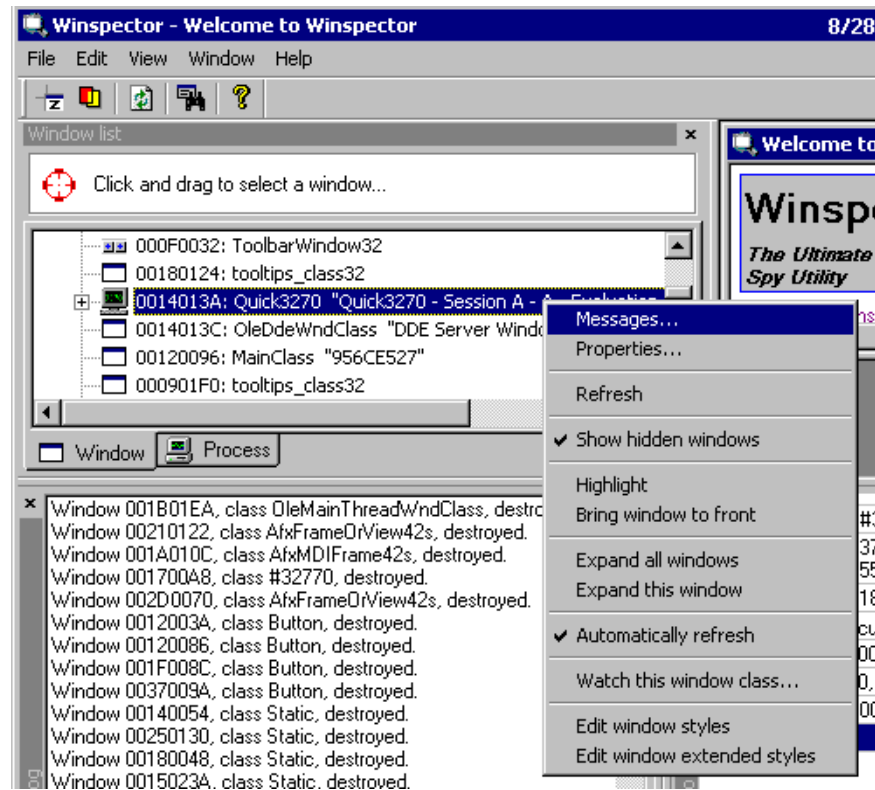 Winspector - Welcome to Winspector 8/28
File Edit View Window Help
Window list
Click and drag to select a window...
000F0032: ToolbarWindow32
00180124: tooltips_class32
0014013A: Quick3270 "Quick3270 - Session A - A - Evaluation
0014013C: OleDdeWndClass "DDE Server Windo
00120096: MainClass "956CE527"
000901F0: tooltips_class32
Window Process
Welcome to
Winspe
The Ultimate
Spy Utility
Messages...
Properties...
Refresh
Show hidden windows
Highlight
Bring window to front
Expand all windows
Expand this window
Automatically refresh
Watch this window class...
Edit window styles
Edit window extended styles
Window 001B01EA, class OleMainThreadWndClass, destro
Window 00210122, class AfxFrameOrView42s, destroyed.
Window 001A010C, class AfxMDIFrame42s, destroyed.
Window 001700A8, class #32770, destroyed.
Window 002D0070, class AfxFrameOrView42s, destroyed.
Window 0012003A, class Button, destroyed.
Window 00120086, class Button, destroyed.
Window 001F008C, class Button, destroyed.
Window 0037009A, class Button, destroyed.
Window 00140054, class Static, destroyed.
Window 00250130, class Static, destroyed.
Window 00180048, class Static, destroyed.
Window 0015023A, class Static, destroyed.